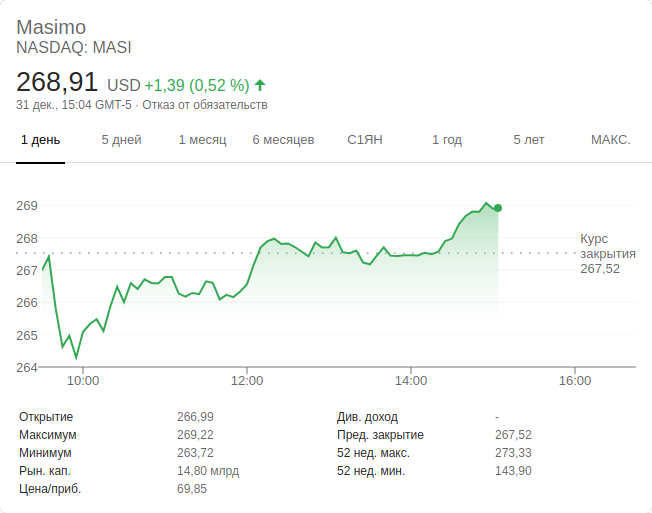 Masimo
NASDAQ: MASI
268,91 USD +1,39 (0,52 %)
31 дек., 15:04 GMT-5 · Отказ от обязательств
1 день 5 дней 1 месяц 6 месяцев С1ЯН 1 год 5 лет МАКС.
269
268
267
266
265
264
Курс
закрытия
267,52
10:00 12:00 14:00 16:00
Открытие 266,99 Див. доход -
Максимум 269,22 Пред. закрытие 267,52
Минимум 263,72 52 нед. макс. 273,33
Рын. кап. 14,80 млрд 52 нед. мин. 143,90
Цена/приб. 69,85